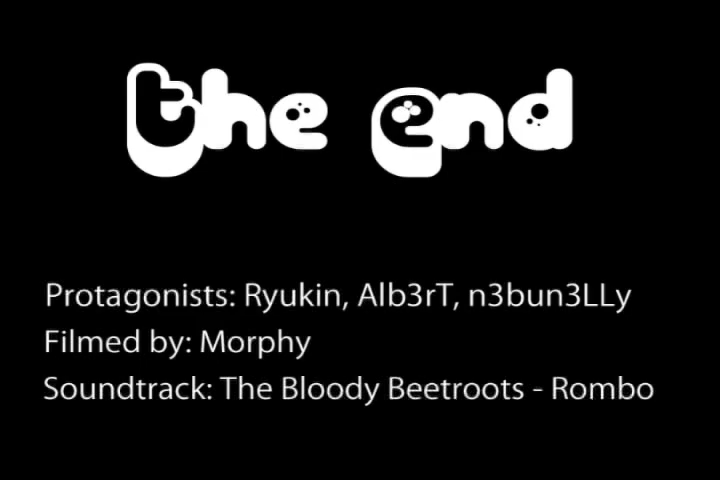 the end
Protagonists: Ryukin, Alb3rT, n3bun3LLy
Filmed by: Morphy
Soundtrack: The Bloody Beetroots - Rombo